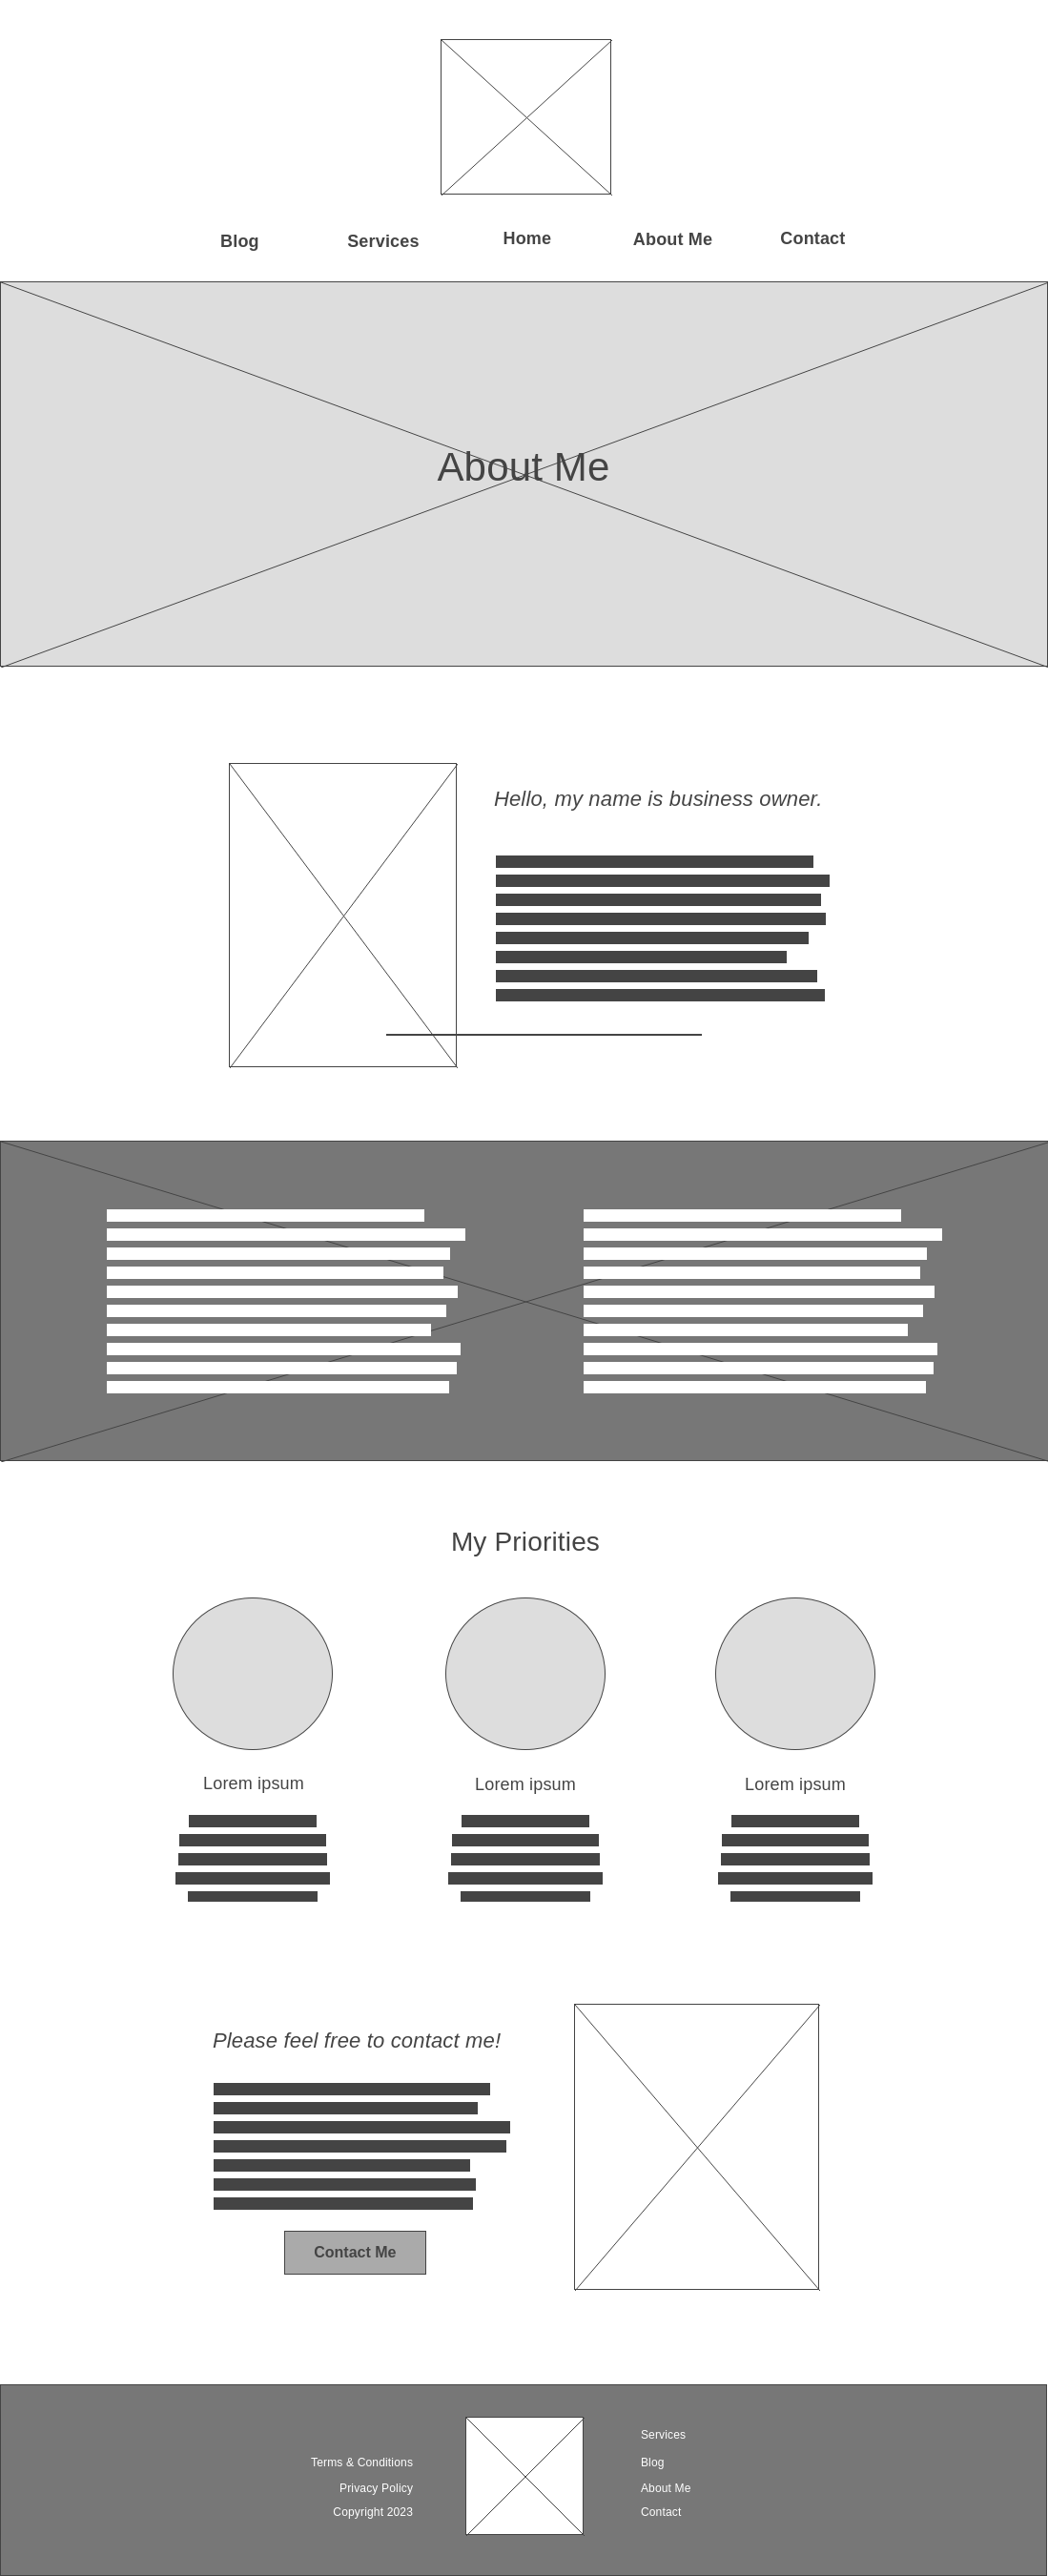 Blog
Services
Home
About Me
Contact
About Me
Hello, my name is business owner.
My Priorities
Lorem ipsum
Lorem ipsum
Lorem ipsum
Please feel free to contact me!
Contact Me
Terms & Conditions
Privacy Policy
Copyright 2023
Services
Blog
About Me
Contact